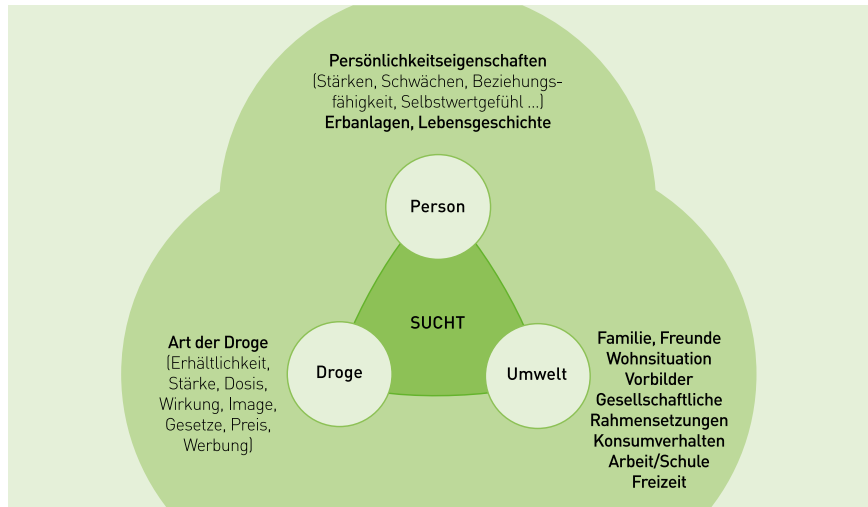 Persönlichkeitseigenschaften
(Stärken, Schwächen, Beziehungs-
fähigkeit, Selbstwertgefühl ...)
Erbanlagen, Lebensgeschichte
Person
SUCHT
Art der Droge
(Erhältlichkeit,
Stärke, Dosis,
Wirkung, Image,
Gesetze, Preis,
Werbung)
Droge
Umwelt
Familie, Freunde
Wohnsituation
Vorbilder
Gesellschaftliche
Rahmensetzungen
Konsumverhalten
Arbeit/Schule
Freizeit